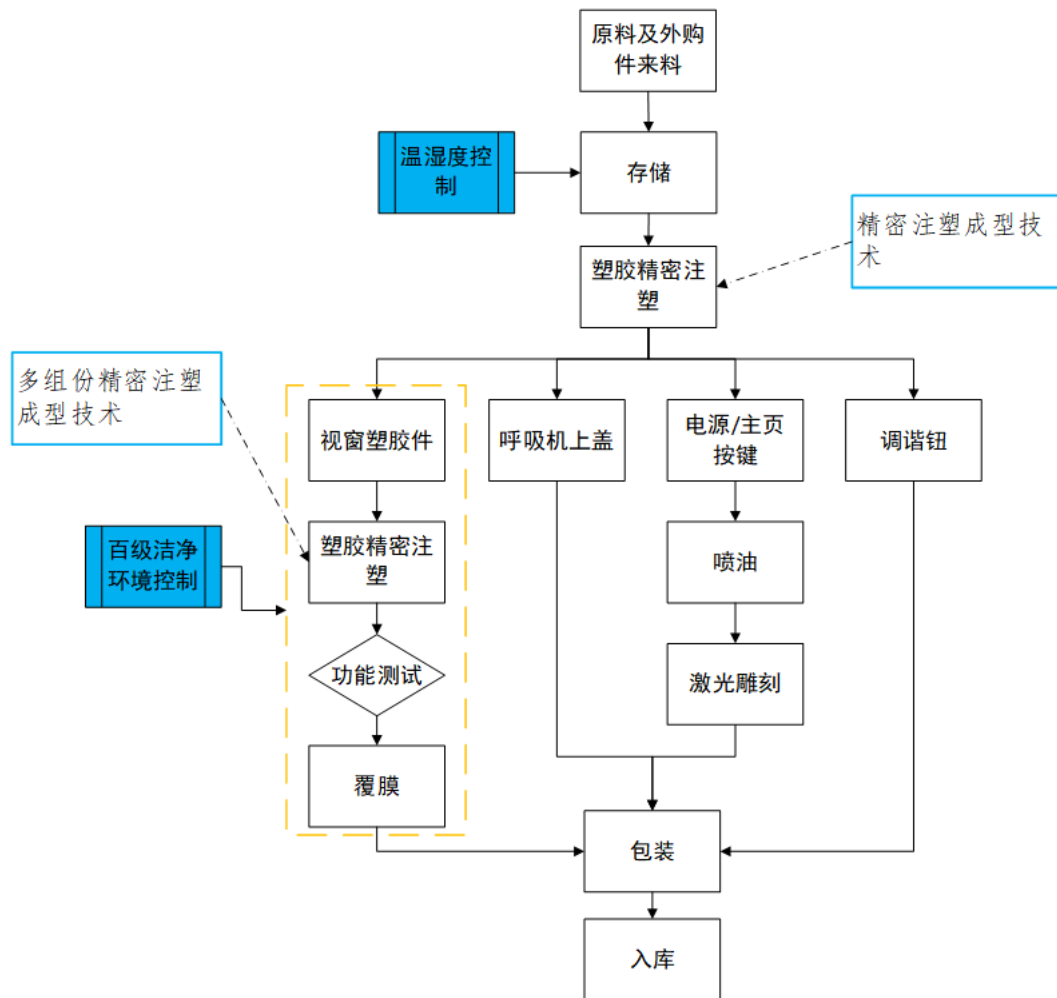 原料及外购
件来料
温湿度控
制
存储
精密注塑成型技
术
塑胶精密注
塑
多组份精密注塑
成型技术
视窗塑胶件
呼吸机上盖
电源/主页
按键
调谐钮
百级洁净
环境控制
塑胶精密注
塑
喷油
功能测试
激光雕刻
覆膜
包装
入库